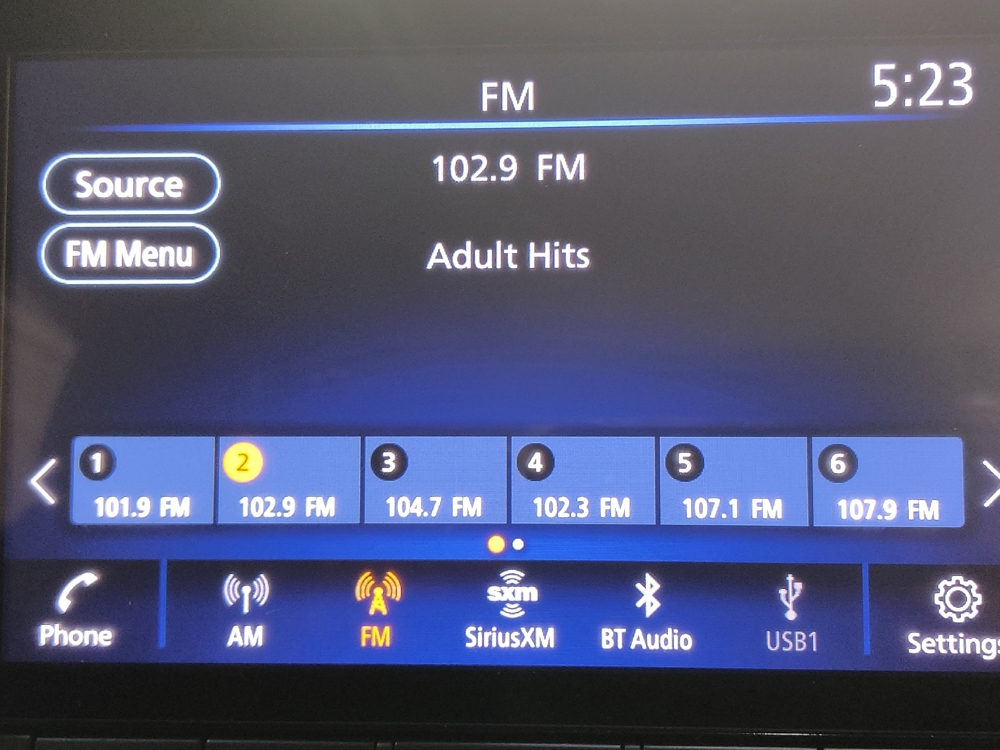 FM
5:23
Source
102.9 FM
FM Menu
Adult Hits
1 2 3 4 5 6
101.9 FM 102.9 FM 104.7 FM 102.3 FM 107.1 FM 107.9 FM
sxm
Phone AM FM SiriusXM BT Audio USB1 Settings